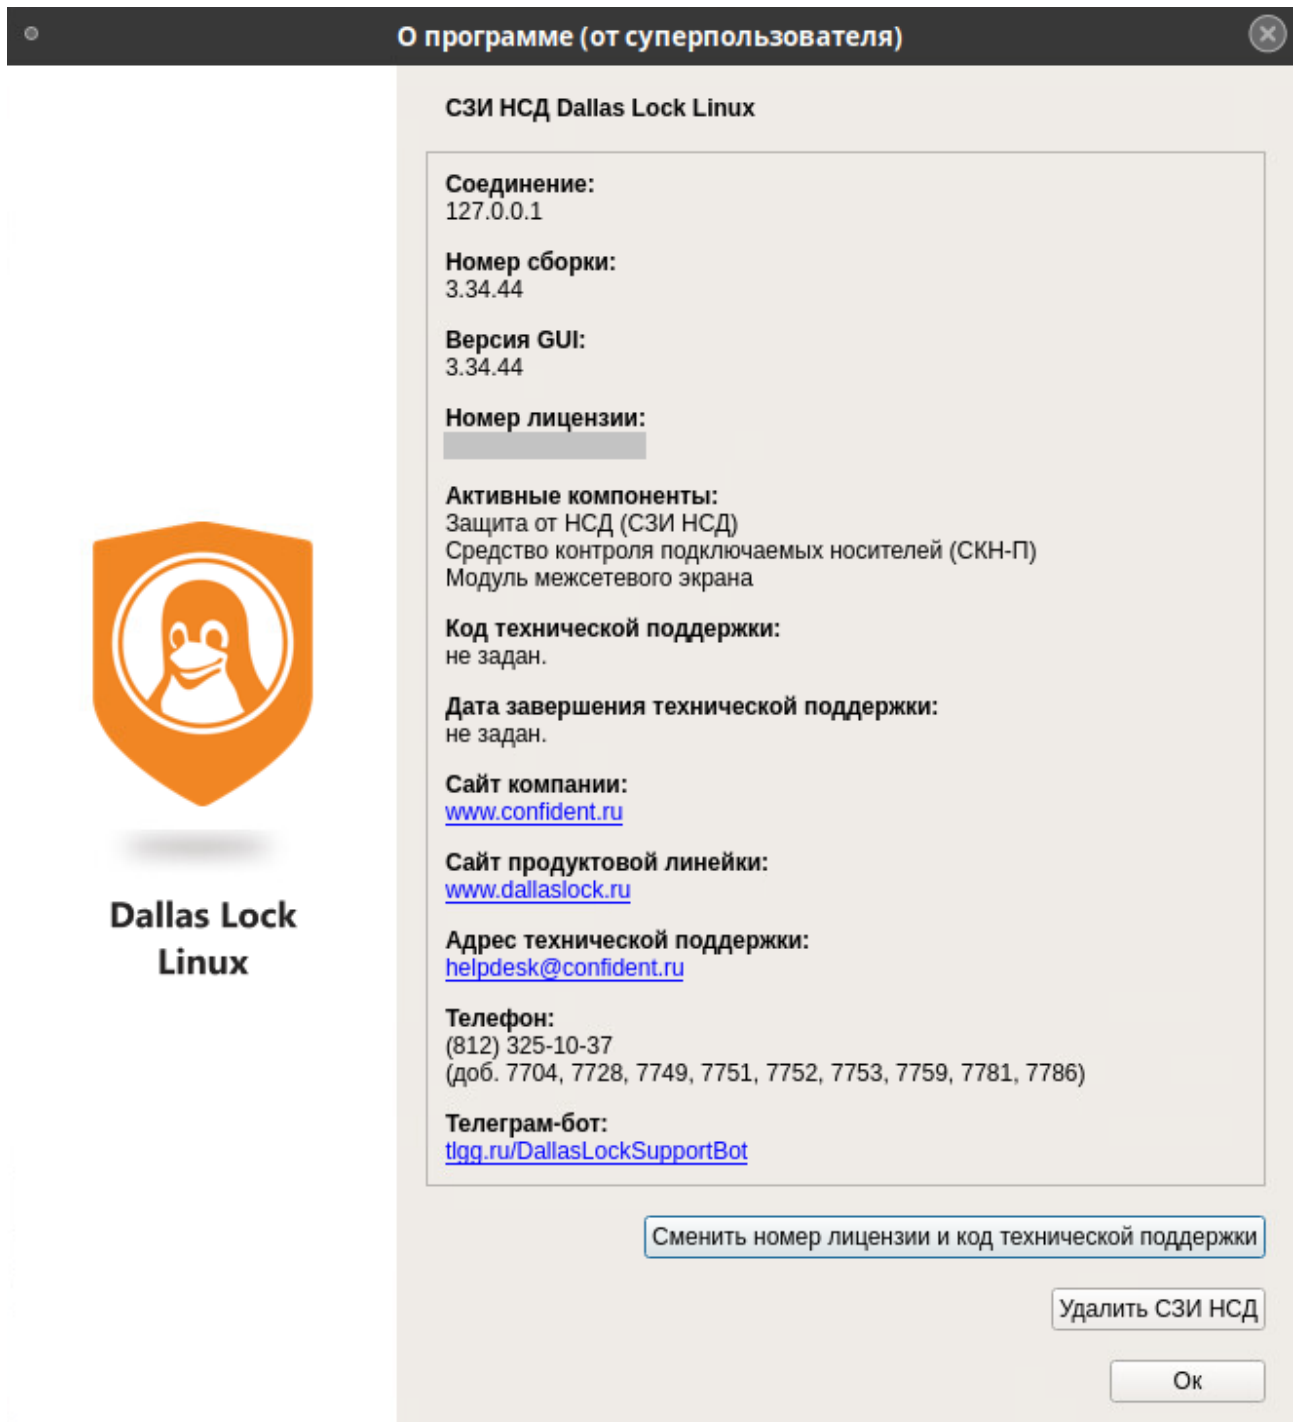 О программе (от суперпользователя)
СЗИ НСД Dallas Lock Linux
Соединение:
127.0.0.1
Номер сборки:
3.34.44
Версия GUI:
3.34.44
Номер лицензии:
Активные компоненты:
Защита от НСД (СЗИ НСД)
Средство контроля подключаемых носителей (СКН-П)
Модуль межсетевого экрана
Код технической поддержки:
не задан.
Дата завершения технической поддержки:
не задан.
Сайт компании:
www.confident.ru
Сайт продуктовой линейки:
www.dallaslock.ru
Адрес технической поддержки:
helpdesk@confident.ru
Телефон:
(812) 325-10-37
(доб. 7704, 7728, 7749, 7751, 7752, 7753, 7759, 7781, 7786)
Телеграм-бот:
tlgg.ru/DallasLockSupportBot
Dallas Lock
Linux
Сменить номер лицензии и код технической поддержки
Удалить СЗИ НСД
Ок